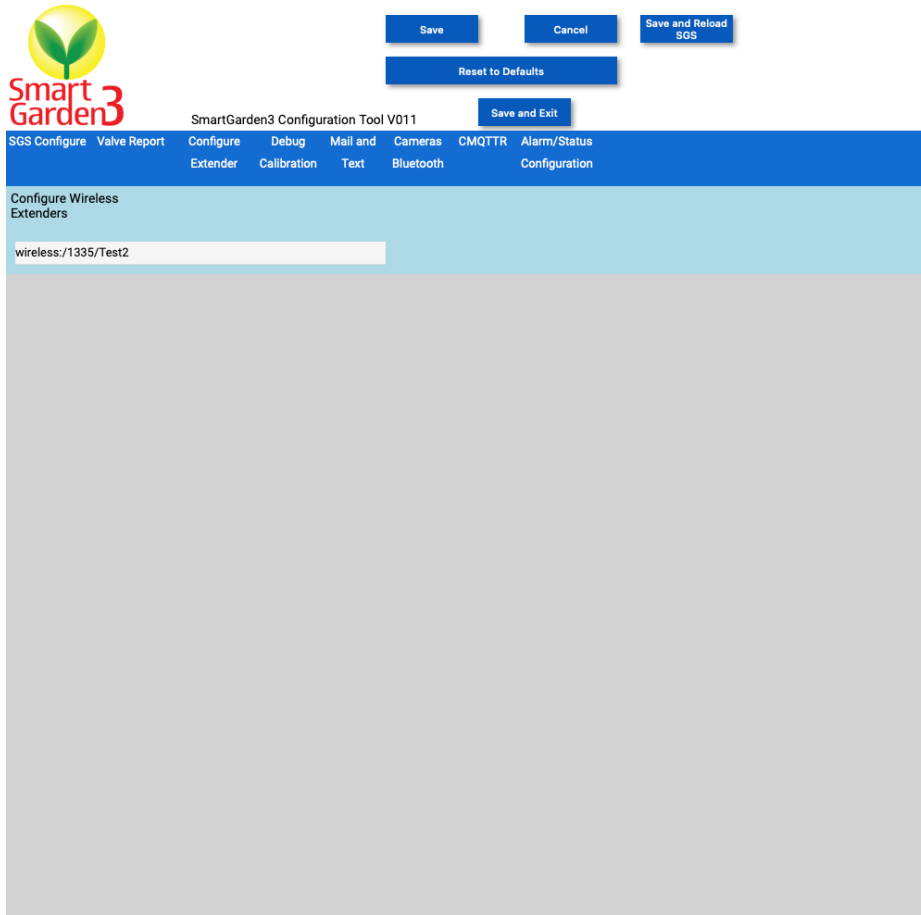 Smart
Garden3
Save
Cancel
Save and Reload
SGS
Reset to Defaults
SmartGarden3 Configuration Tool V011
Save and Exit
SGS Configure
Valve Report
Configure
Extender
Debug
Calibration
Mail and
Text
Cameras
Bluetooth
CMQTTR
Alarm/Status
Configuration
Configure Wireless
Extenders
wireless:/1335/Test2